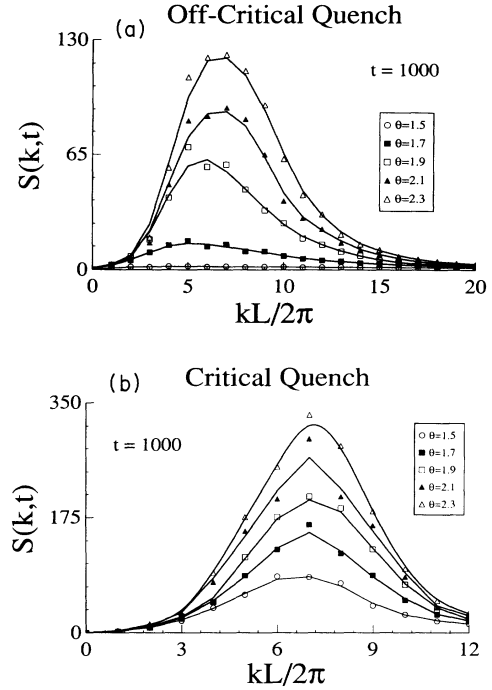 (a) Off-Critical Quench
130
t = 1000
θ=1.5
θ=1.7
θ=1.9
θ=2.1
θ=2.3
S(k,t)
65
0
0 5 10 15 20
kL/2π
(b) Critical Quench
350
t = 1000
θ=1.5
θ=1.7
θ=1.9
θ=2.1
θ=2.3
S(k,t)
175
0
0 3 6 9 12
kL/2π